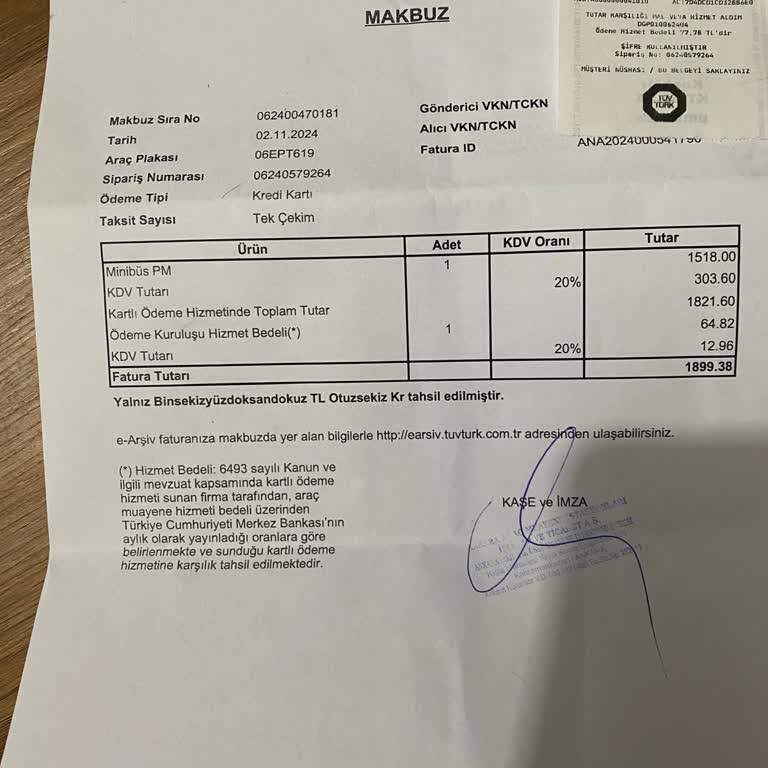 MAKBUZ
TUTAR KARŞILIĞI MAL VEYA HİZMET ALDIM
Ödeme Hizmet Bedeli 77,78 TL'dir
ŞİFRE KULLANILMIŞTIR
Sipariş No: 06240579264
MÜŞTERİ NÜSHASI / BU BELGEYİ SAKLAYINIZ
TÜV
TÜRK
Makbuz Sıra No 062400470181
Tarih 02.11.2024
Araç Plakası 06EPT619
Sipariş Numarası 06240579264
Ödeme Tipi Kredi Kartı
Taksit Sayısı Tek Çekim
Gönderici VKN/TCKN
Alıcı VKN/TCKN
Fatura ID ANA2024000541790
Ürün Adet KDV Oranı Tutar
Minibüs PM 1 1518.00
KDV Tutarı 20% 303.60
Kartlı Ödeme Hizmetinde Toplam Tutar 1821.60
Ödeme Kuruluşu Hizmet Bedeli(*) 1 64.82
KDV Tutarı 20% 12.96
Fatura Tutarı 1899.38
Yalnız Binsekizyüzdoksandokuz TL Otuzsekiz Kr tahsil edilmiştir.
e-Arşiv faturanıza makbuzda yer alan bilgilerle http://earsiv.tuvturk.com.tr adresinden ulaşabilirsiniz.
(*) Hizmet Bedeli: 6493 sayılı Kanun ve
ilgili mevzuat kapsamında kartlı ödeme
hizmeti sunan firma tarafından, araç
muayene hizmeti bedeli üzerinden
Türkiye Cumhuriyeti Merkez Bankası'nın
aylık olarak yayınladığı oranlara göre
belirlenmekte ve sunduğu kartlı ödeme
hizmetine karşılık tahsil edilmektedir.
KAŞE ve İMZA